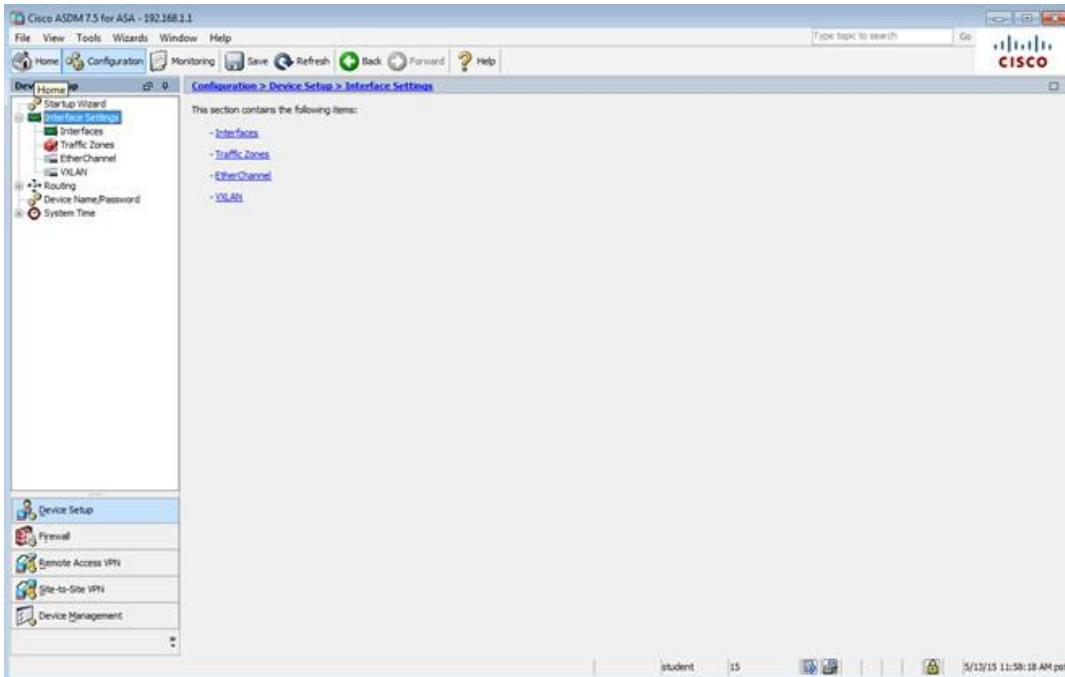 Cisco ASDM 7.5 for ASA - 192.168.1.1
File View Tools Wizards Window Help
Type topic to search Go
Home Configuration Monitoring Save Refresh Back Forward Help
CISCO
Home
Configuration > Device Setup > Interface Settings
Startup Wizard
Interface Settings
Interfaces
Traffic Zones
EtherChannel
VXLAN
Routing
Device Name/Password
System Time
This section contains the following items:
- Interfaces
- Traffic Zones
- EtherChannel
- VXLAN
Device Setup
Firewall
Remote Access VPN
Site-to-Site VPN
Device Management
student 15 5/13/15 11:58:18 AM pst